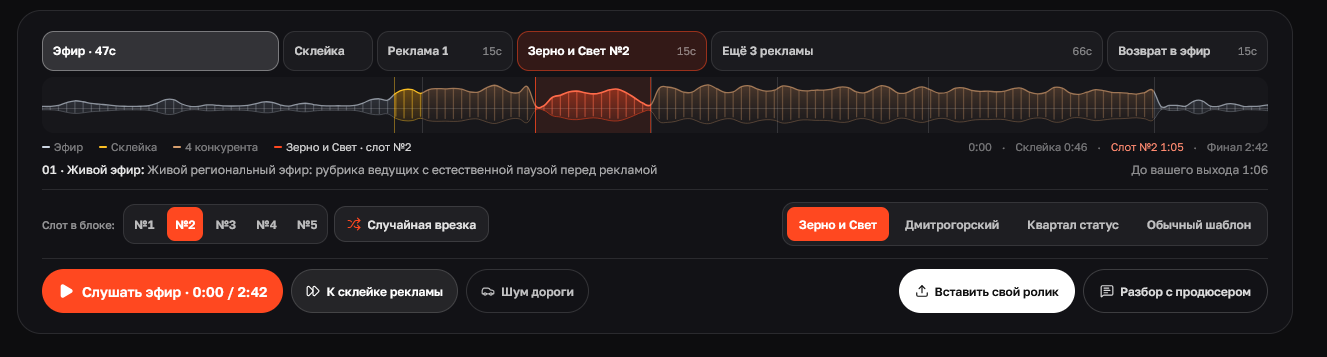 Эфир · 47с
Склейка
Реклама 1 15с
Зерно и Свет №2 15с
Ещё 3 рекламы 66с
Возврат в эфир 15с
Эфир
Склейка
4 конкурента
Зерно и Свет · слот №2
0:00 · Склейка 0:46 · Слот №2 1:05 · Финал 2:42
01 · Живой эфир: Живой региональный эфир: рубрика ведущих с естественной паузой перед рекламой
До вашего выхода 1:06
Слот в блоке: №1 №2 №3 №4 №5
Случайная врезка
Зерно и Свет
Дмитрогорский
Квартал статус
Обычный шаблон
Слушать эфир · 0:00 / 2:42
К склейке рекламы
Шум дороги
Вставить свой ролик
Разбор с продюсером